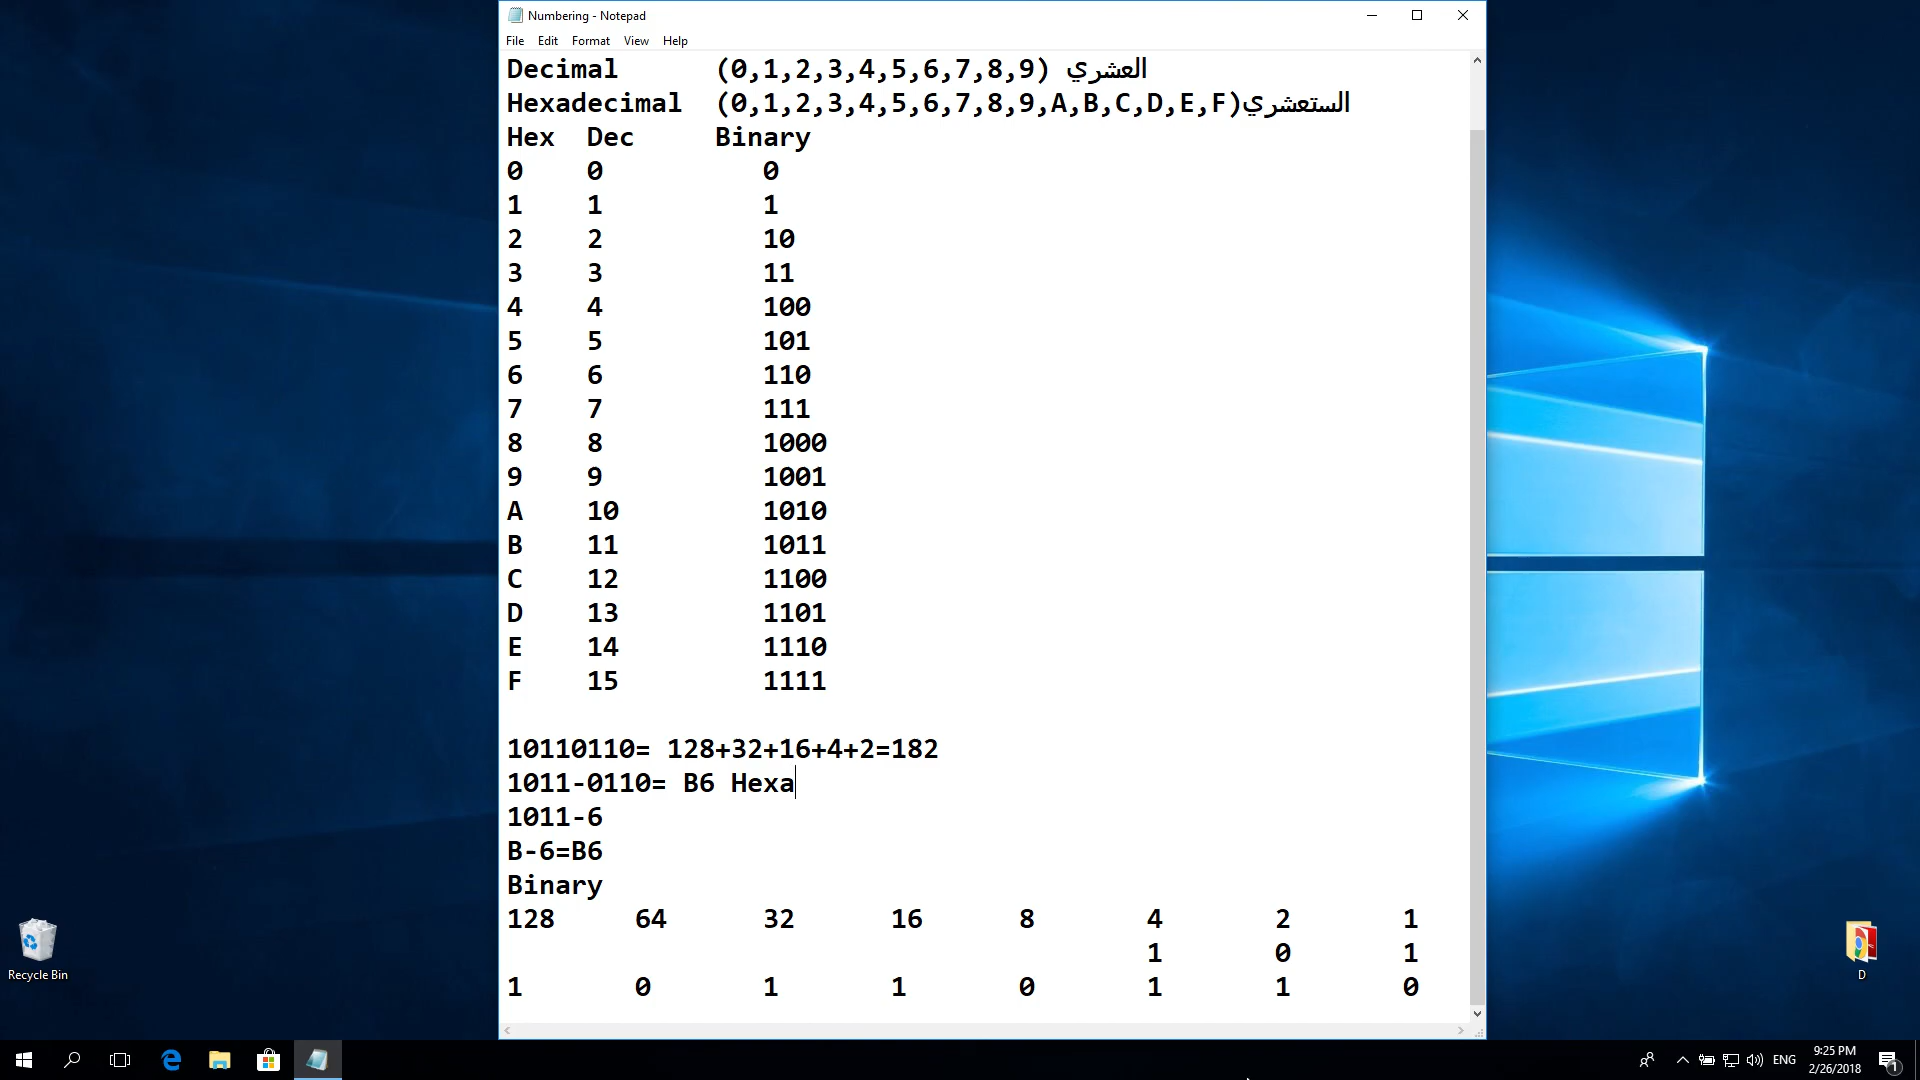 Numbering - Notepad
File Edit Format View Help
Decimal (0,1,2,3,4,5,6,7,8,9) العشري
Hexadecimal (0,1,2,3,4,5,6,7,8,9,A,B,C,D,E,F)الستعشري
Hex Dec Binary
0 0 0
1 1 1
2 2 10
3 3 11
4 4 100
5 5 101
6 6 110
7 7 111
8 8 1000
9 9 1001
A 10 1010
B 11 1011
C 12 1100
D 13 1101
E 14 1110
F 15 1111
10110110= 128+32+16+4+2=182
1011-0110= B6 Hexa
1011-6
B-6=B6
Binary
128 64 32 16 8 4 2 1
1 0 1
1 0 1 1 0 1 1 0
Recycle Bin
D
ENG
9:25 PM
2/26/2018
1